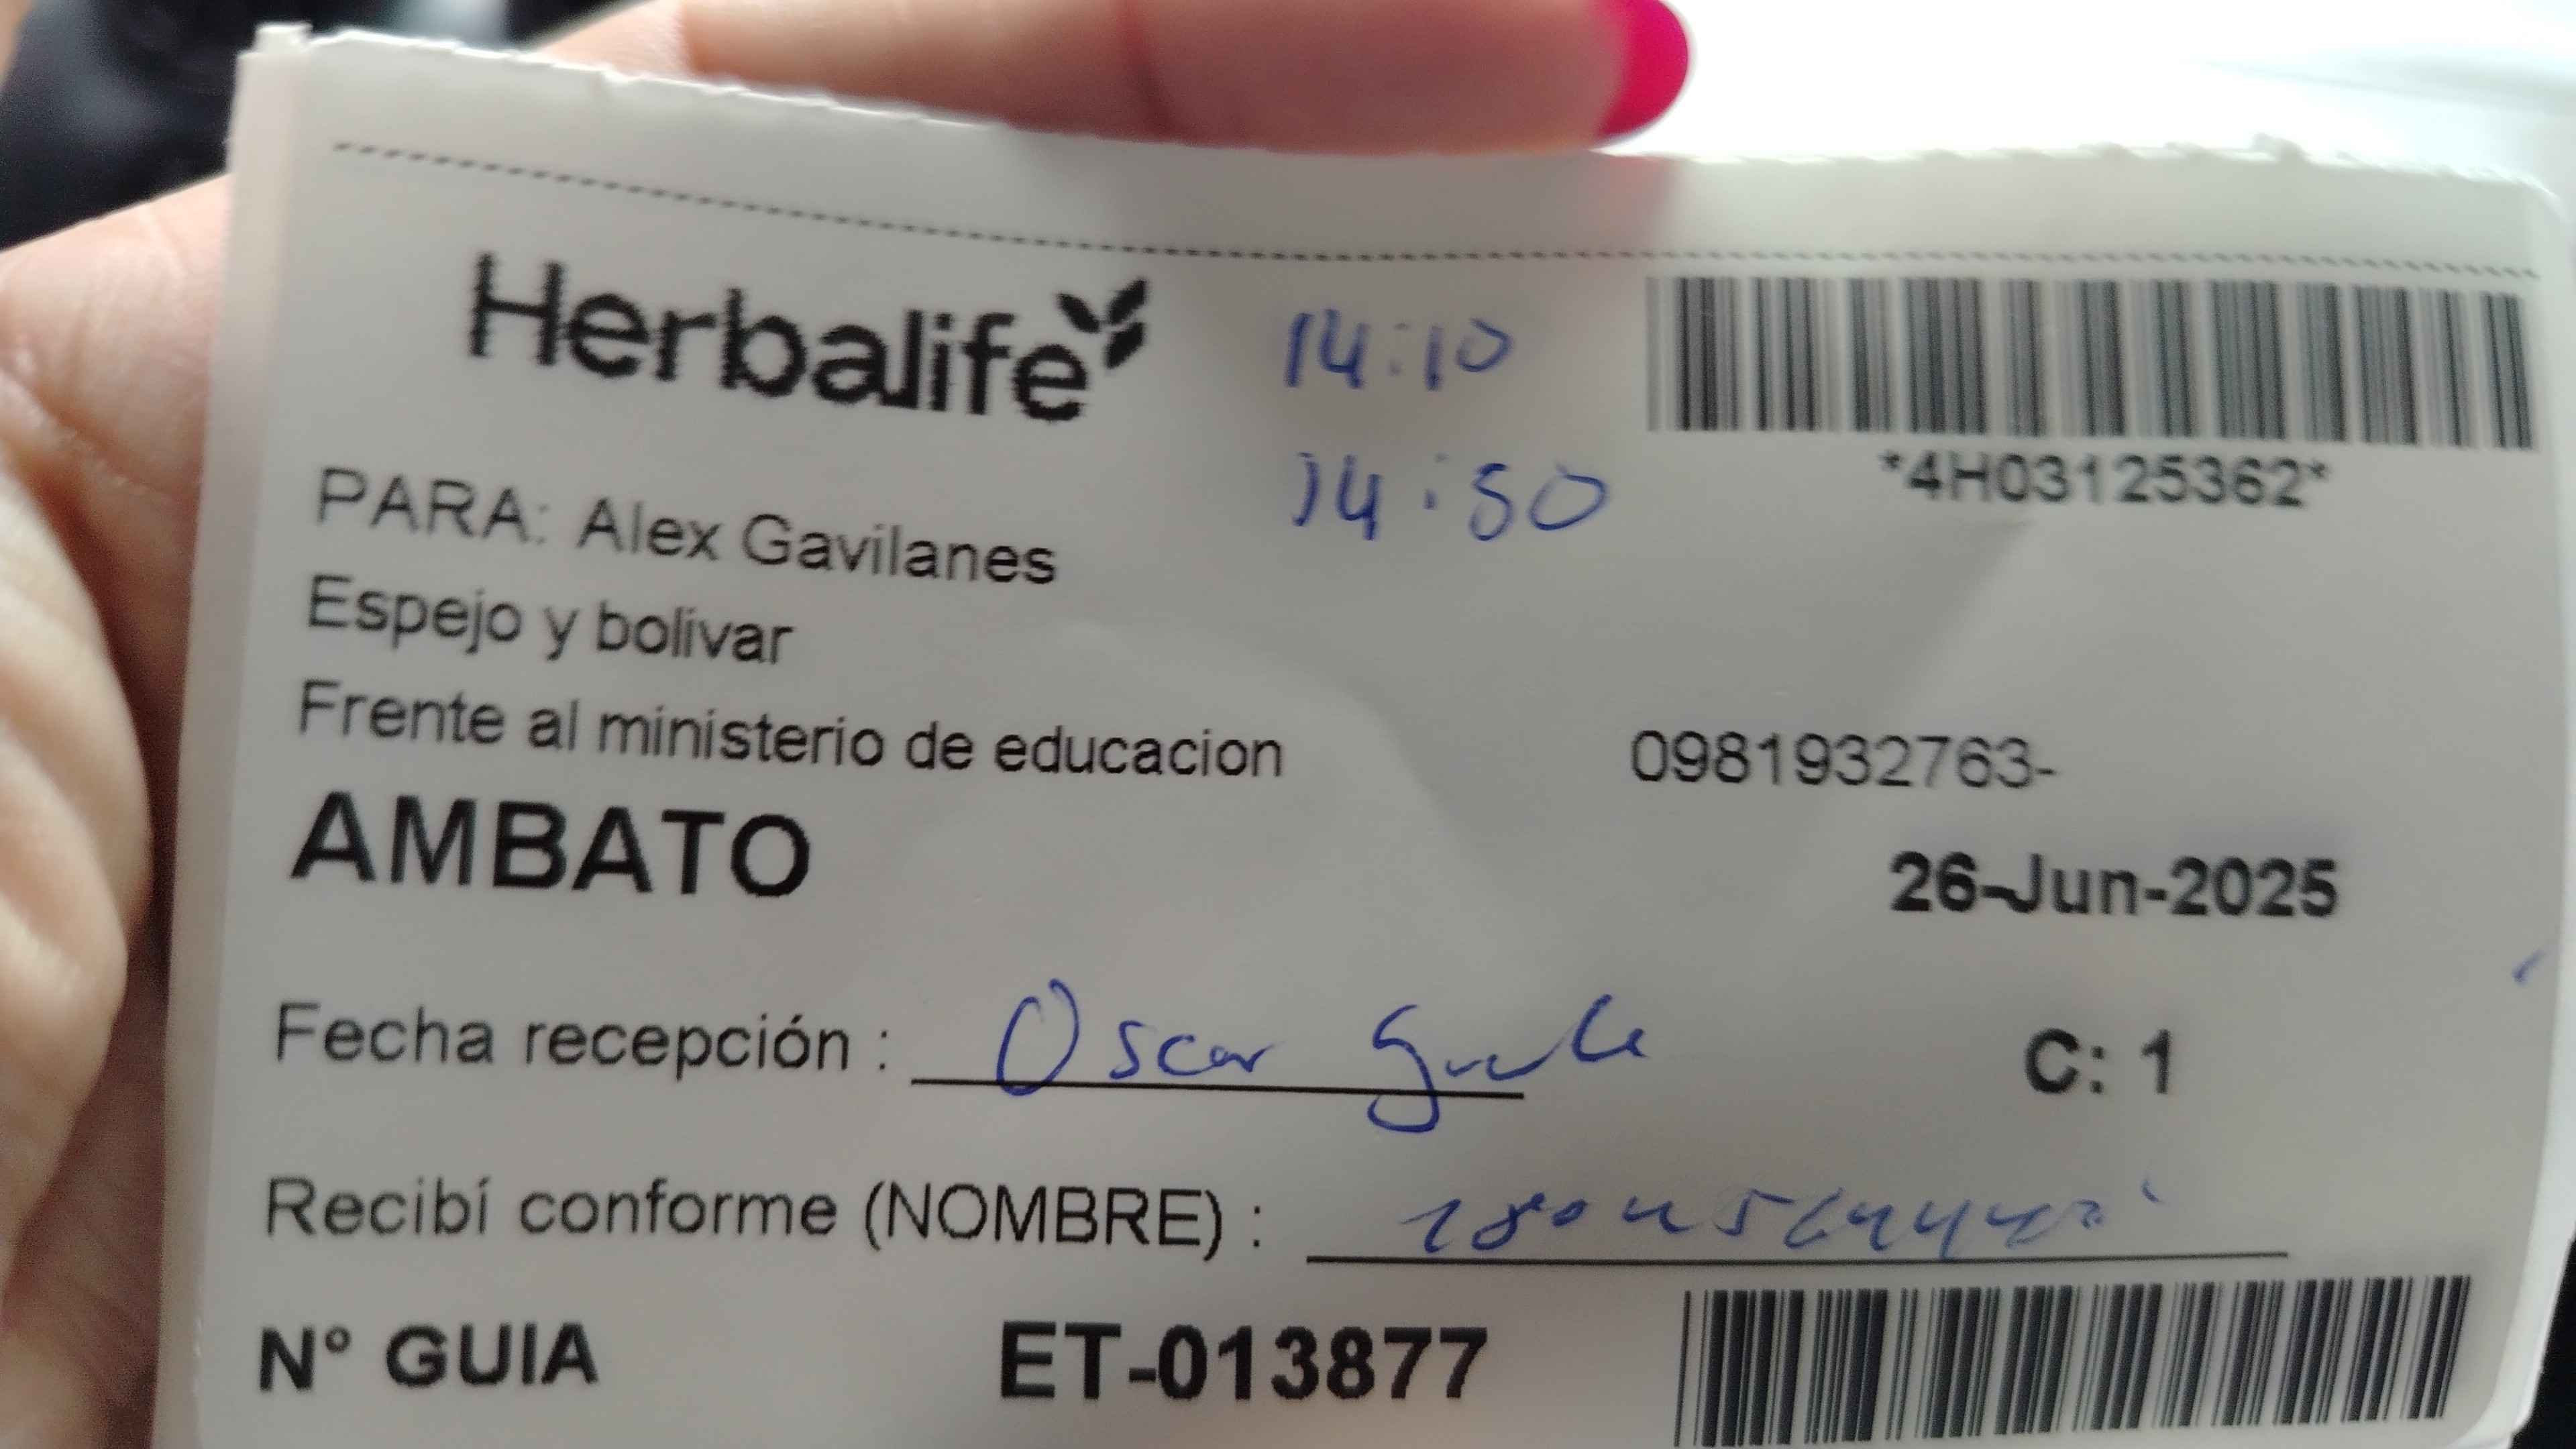 Herbalife
14:10
14:50
*4H03125362*
PARA: Alex Gavilanes
Espejo y bolivar
Frente al ministerio de educacion
0981932763-
AMBATO
26-Jun-2025
Fecha recepción : Oscar
C: 1
Recibí conforme (NOMBRE) :
N° GUIA ET-013877